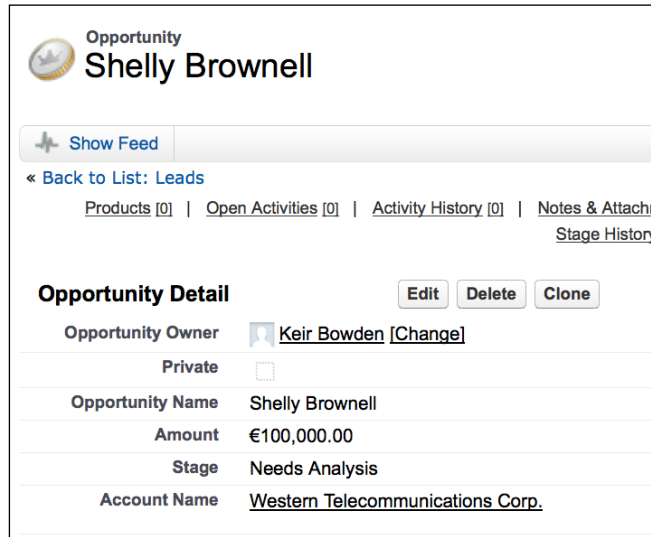 Opportunity
Shelly Brownell
Show Feed
« Back to List: Leads
Products [0] | Open Activities [0] | Activity History [0] | Notes & Attach
Stage History
Opportunity Detail Edit Delete Clone
Opportunity Owner Keir Bowden [Change]
Private
Opportunity Name Shelly Brownell
Amount €100,000.00
Stage Needs Analysis
Account Name Western Telecommunications Corp.